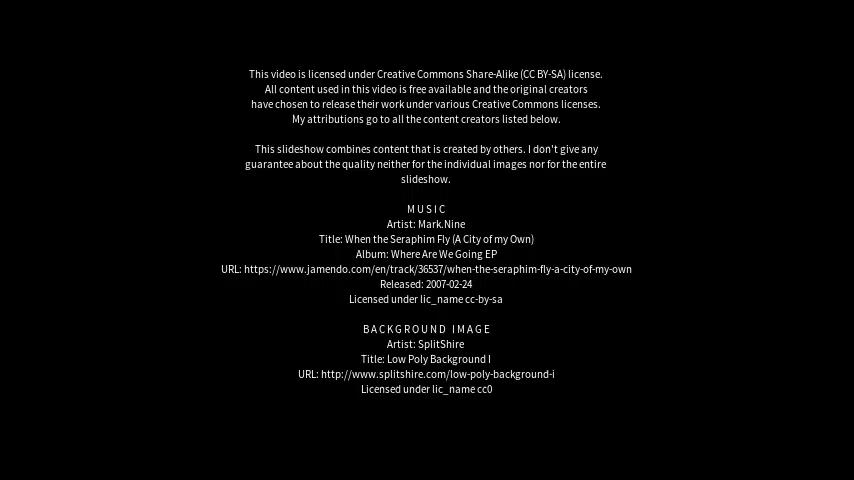 This video is licensed under Creative Commons Share-Alike (CC BY-SA) license.
All content used in this video is free available and the original creators
have chosen to release their work under various Creative Commons licenses.
My attributions go to all the content creators listed below.
This slideshow combines content that is created by others. I don't give any
guarantee about the quality neither for the individual images nor for the entire
slideshow.
MUSIC
Artist: Mark.Nine
Title: When the Seraphim Fly (A City of my Own)
Album: Where Are We Going EP
URL: https://www.jamendo.com/en/track/36537/when-the-seraphim-fly-a-city-of-my-own
Released: 2007-02-24
Licensed under lic_name cc-by-sa
BACKGROUND IMAGE
Artist: SplitShire
Title: Low Poly Background I
URL: http://www.splitshire.com/low-poly-background-i
Licensed under lic_name cc0